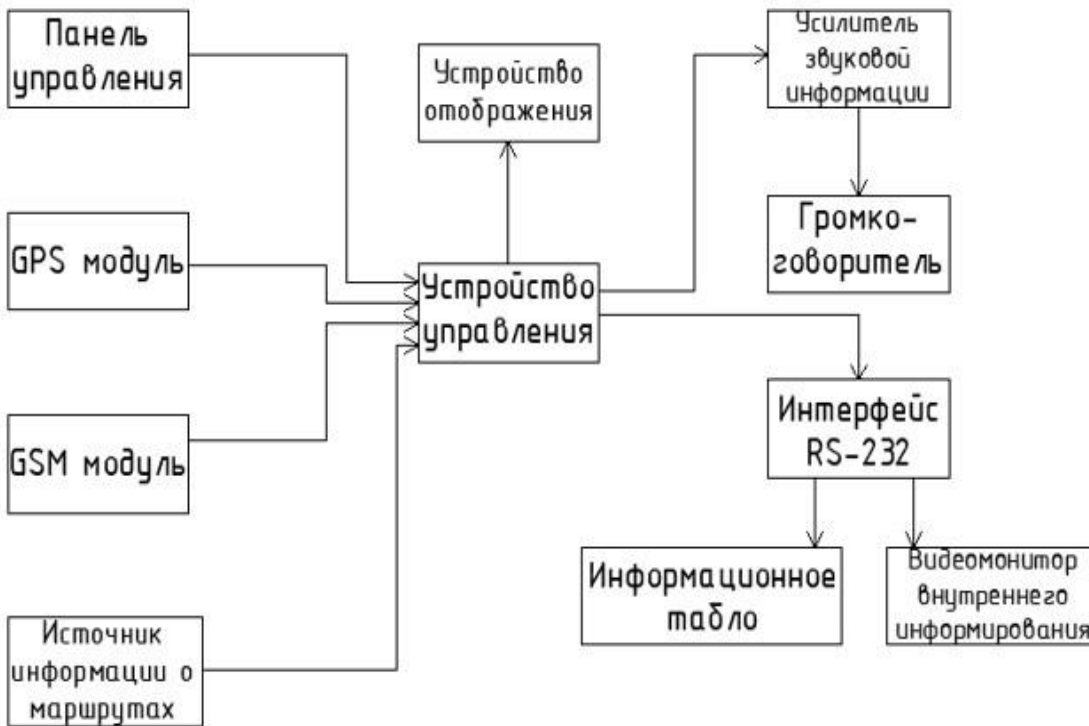 Панель
управления
GPS модуль
GSM модуль
Источник
информации о
маршрутах
Устройство
отображения
Устройство
управления
Усилитель
звуковой
информации
Громко-
говоритель
Интерфейс
RS-232
Информационное
табло
Видеомонитор
внутреннего
информирования